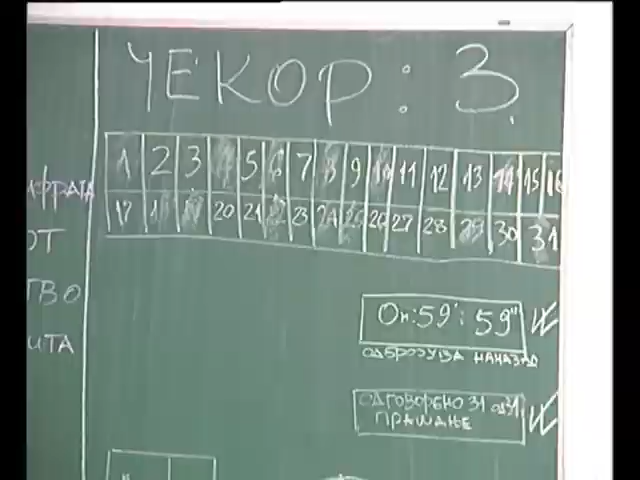 ЧЕКОР: 3
1 2 3 4 5 6 7 8 9 10 11 12 13 14 15 16
17 18 19 20 21 22 23 24 25 26 27 28 29 30 31
ФРАТА
ОТ
ТВО
ИТА
0ч:59':59"
ОДБРОЈУВА НАНАЗАД
ОДГОВОРЕНО 31 од 31
ПРАШАЊЕ